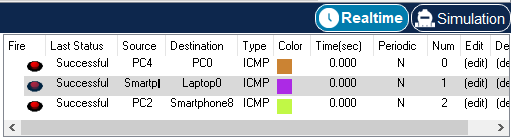 Realtime Simulation
Fire Last Status Source Destination Type Color Time(sec) Periodic Num Edit De
Successful PC4 PC0 ICMP 0.000 N 0 (edit) (de
Successful Smartpl Laptop0 ICMP 0.000 N 1 (edit) (de
Successful PC2 Smartphone8 ICMP 0.000 N 2 (edit) (de